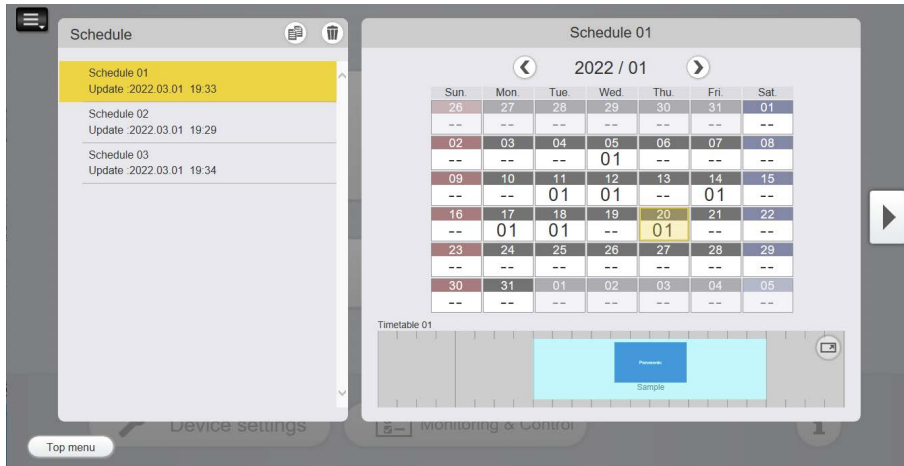 Schedule
Schedule 01
Update :2022.03.01 19:33
Schedule 02
Update :2022.03.01 19:29
Schedule 03
Update :2022.03.01 19:34
Schedule 01
2022 / 01
Sun. Mon. Tue. Wed. Thu. Fri. Sat.
26 27 28 29 30 31 01
-- -- -- -- -- -- --
02 03 04 05 06 07 08
-- -- -- 01 -- -- --
09 10 11 12 13 14 15
-- -- 01 01 -- 01 --
16 17 18 19 20 21 22
-- 01 01 -- 01 -- --
23 24 25 26 27 28 29
-- -- -- -- -- -- --
30 31 01 02 03 04 05
-- -- -- -- -- -- --
Timetable 01
Panasonic
Sample
Device settings
Monitoring & Control
Top menu